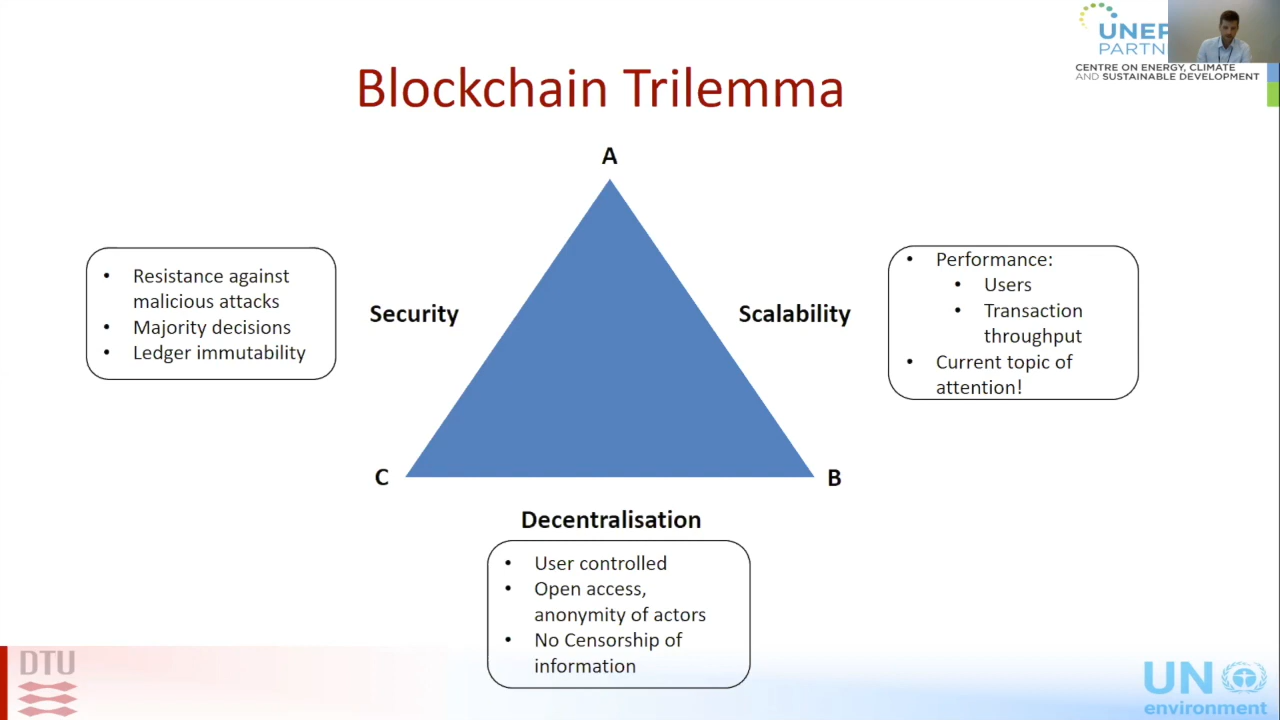 UNEP
PARTN
CENTRE ON ENERGY, CLIMATE
AND SUSTAINABLE DEVELOPMENT
Blockchain Trilemma
A
• Resistance against
malicious attacks
• Majority decisions
• Ledger immutability
Security
Scalability
• Performance:
• Users
• Transaction
throughput
• Current topic of
attention!
C
B
Decentralisation
• User controlled
• Open access,
anonymity of actors
• No Censorship of
information
DTU
UN
environment